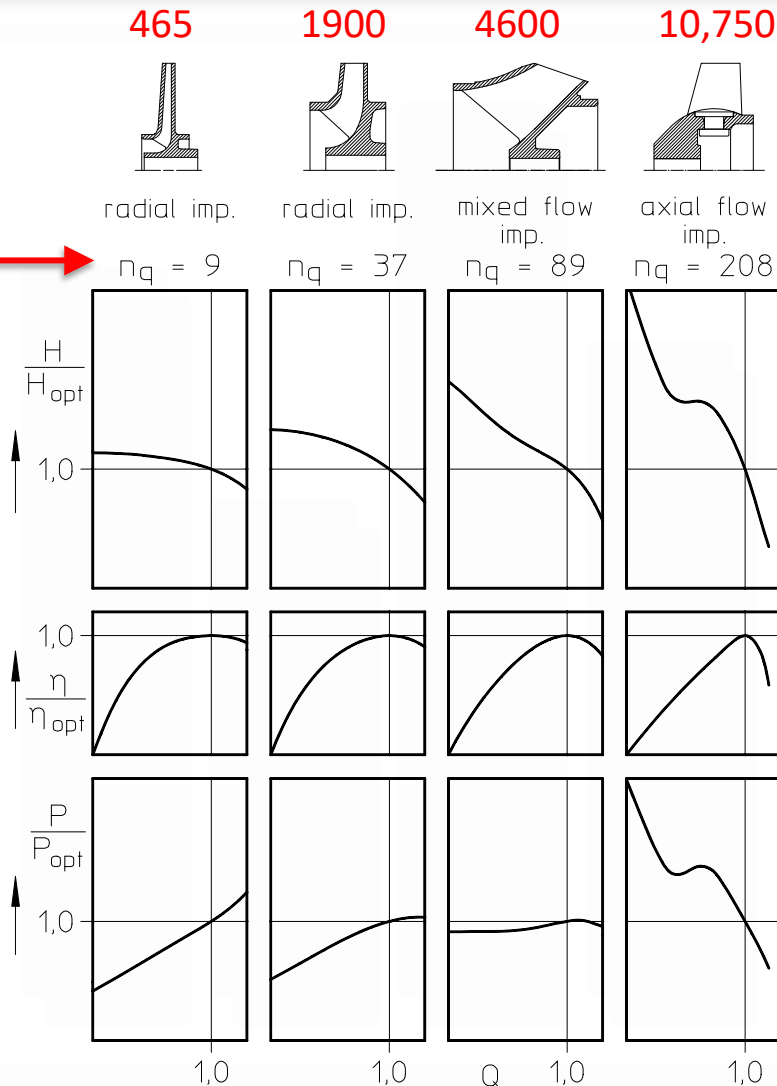 465 1900 4600 10,750
radial imp. radial imp. mixed flow imp. axial flow imp.
nq = 9 nq = 37 nq = 89 nq = 208
H
Hopt
1,0
1,0
η
ηopt
P
Popt
1,0
1,0 1,0 Q 1,0 1,0